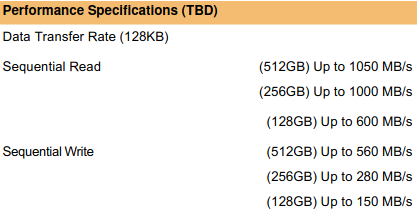 Performance Specifications (TBD)
Data Transfer Rate (128KB)
Sequential Read (512GB) Up to 1050 MB/s
(256GB) Up to 1000 MB/s
(128GB) Up to 600 MB/s
Sequential Write (512GB) Up to 560 MB/s
(256GB) Up to 280 MB/s
(128GB) Up to 150 MB/s